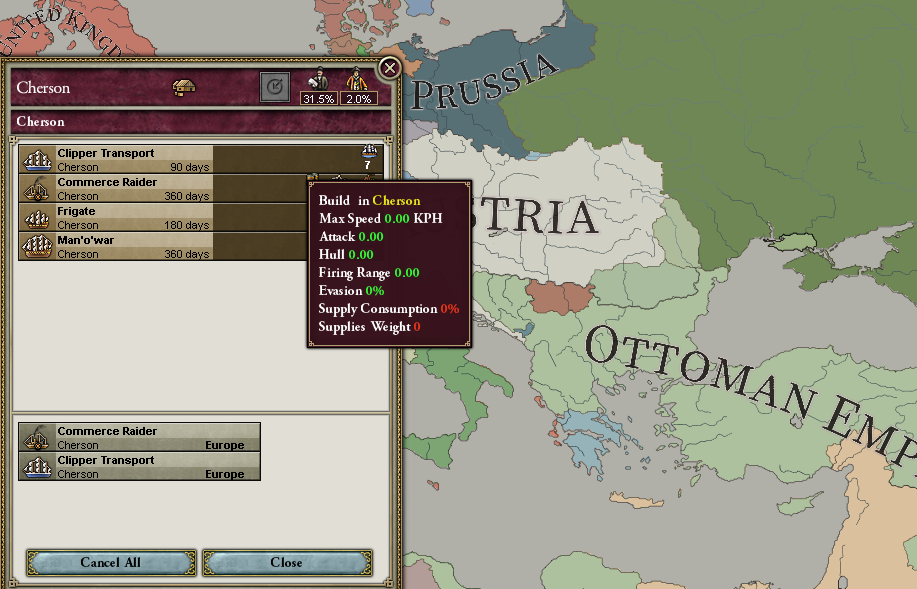 UNITED KINGD
PRUSSIA
STRIA
OTTOMAN EMP
Cherson
31.5% 2.0%
Cherson
Clipper Transport
Cherson 90 days
7
Commerce Raider
Cherson 360 days
Frigate
Cherson 180 days
Man'o'war
Cherson 360 days
Build in Cherson
Max Speed 0.00 KPH
Attack 0.00
Hull 0.00
Firing Range 0.00
Evasion 0%
Supply Consumption 0%
Supplies Weight 0
Commerce Raider
Cherson Europe
Clipper Transport
Cherson Europe
Cancel All Close